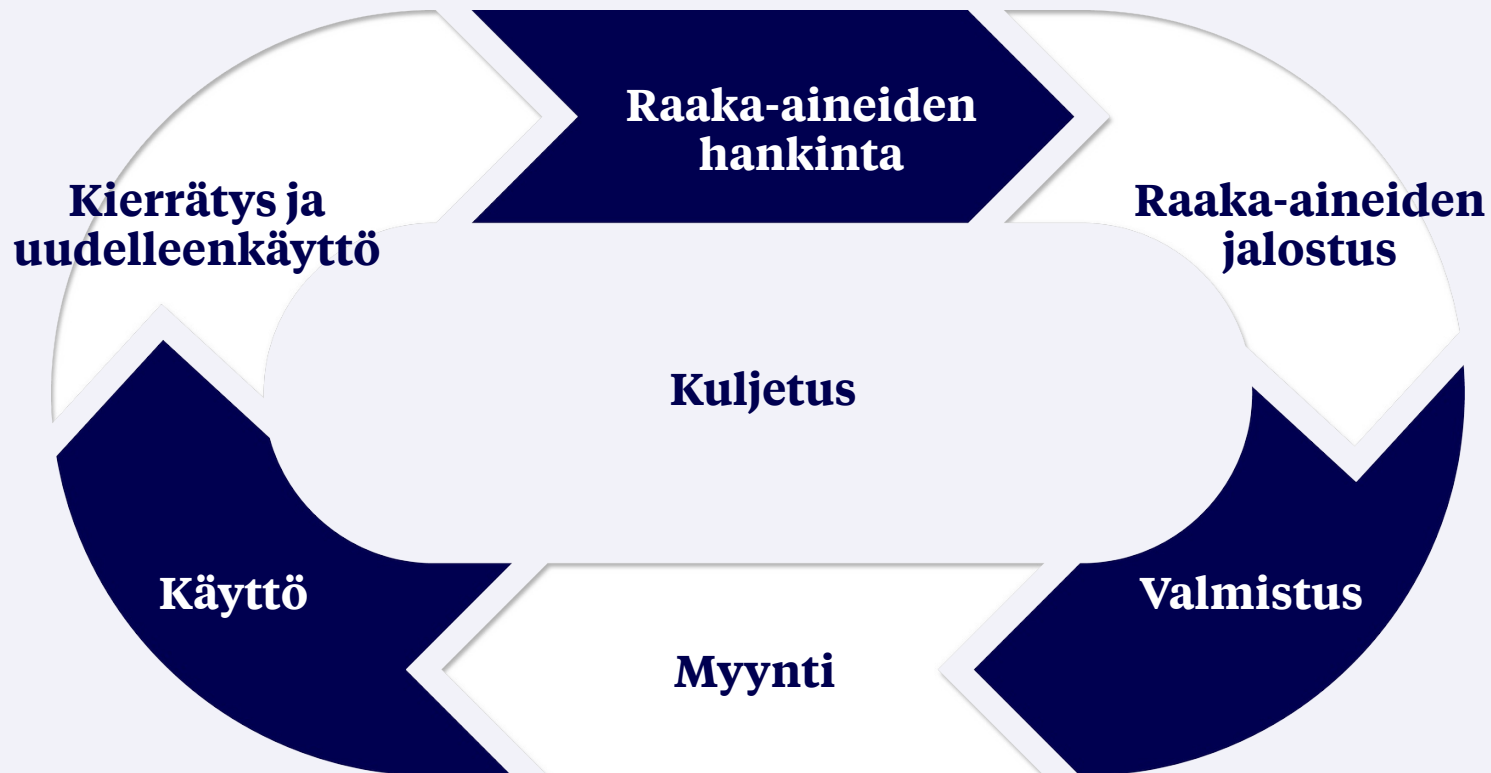 Raaka-aineiden
hankinta
Raaka-aineiden
jalostus
Valmistus
Myynti
Käyttö
Kierrätys ja
uudelleenkäyttö
Kuljetus